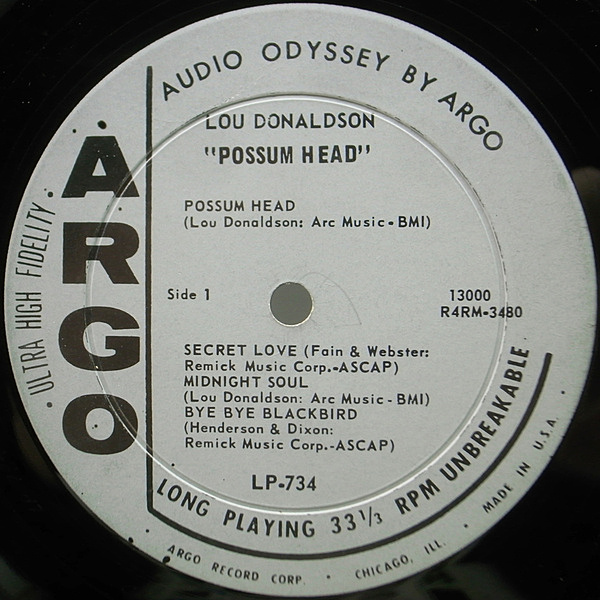 AUDIO ODYSSEY BY ARGO
LOU DONALDSON
"POSSUM HEAD"
POSSUM HEAD
(Lou Donaldson: Arc Music-BMI)
ARGO
ULTRA HIGH FIDELITY
Side 1
13000
R4RM-3480
SECRET LOVE (Fain & Webster:
Remick Music Corp.-ASCAP)
MIDNIGHT SOUL
(Lou Donaldson: Arc Music-BMI)
BYE BYE BLACKBIRD
(Henderson & Dixon:
Remick Music Corp.-ASCAP)
LP-734
LONG PLAYING 33⅓ RPM UNBREAKABLE
ARGO RECORD CORP. • CHICAGO, ILL. • MADE IN U.S.A.